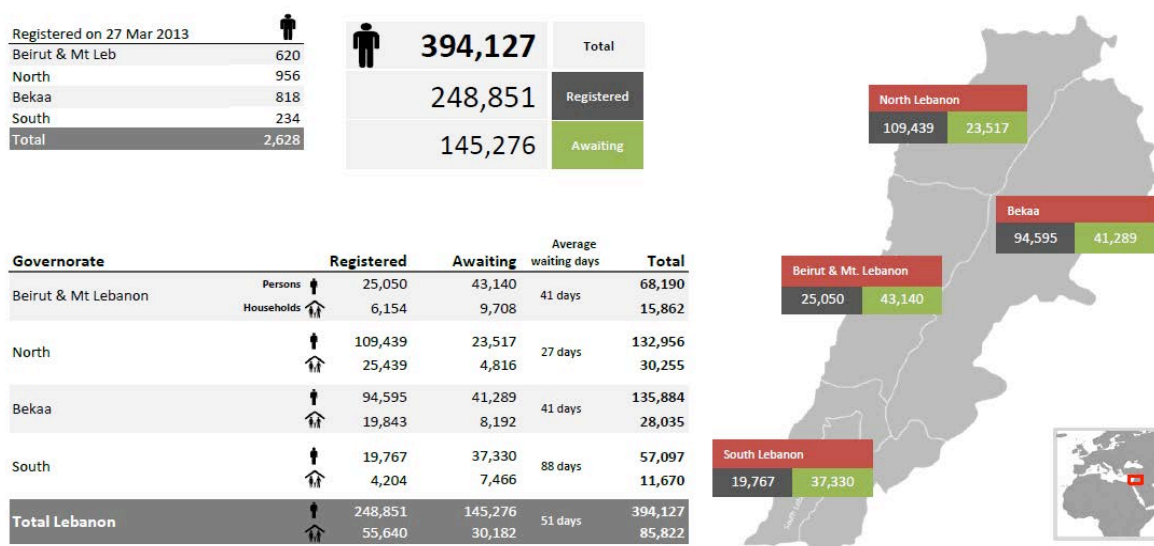 Registered on 27 Mar 2013
Beirut & Mt Leb 620
North 956
Bekaa 818
South 234
Total 2,628
394,127 Total
248,851 Registered
145,276 Awaiting
Governorate Registered Awaiting Average waiting days Total
Beirut & Mt Lebanon
Persons 25,050 43,140 41 days 68,190
Households 6,154 9,708 15,862
North
109,439 23,517 27 days 132,956
25,439 4,816 30,255
Bekaa
94,595 41,289 41 days 135,884
19,843 8,192 28,035
South
19,767 37,330 88 days 57,097
4,204 7,466 11,670
Total Lebanon
248,851 145,276 51 days 394,127
55,640 30,182 85,822
North Lebanon
109,439 23,517
Bekaa
94,595 41,289
Beirut & Mt. Lebanon
25,050 43,140
South Lebanon
19,767 37,330